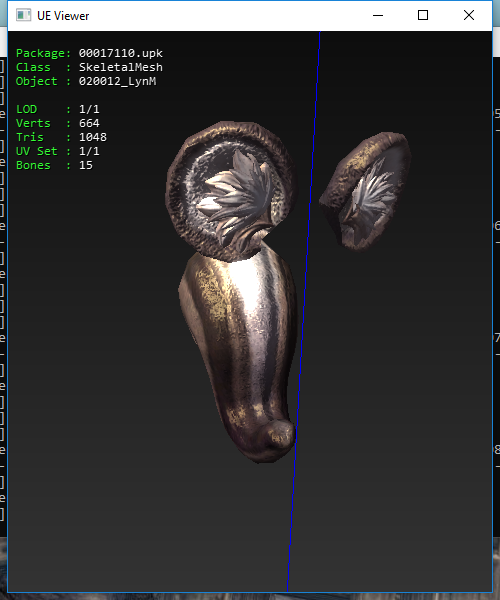 UE Viewer
Package: 00017110.upk
Class  : SkeletalMesh
Object : 020012_LynM
LOD    : 1/1
Verts  : 664
Tris   : 1048
UV Set : 1/1
Bones  : 15